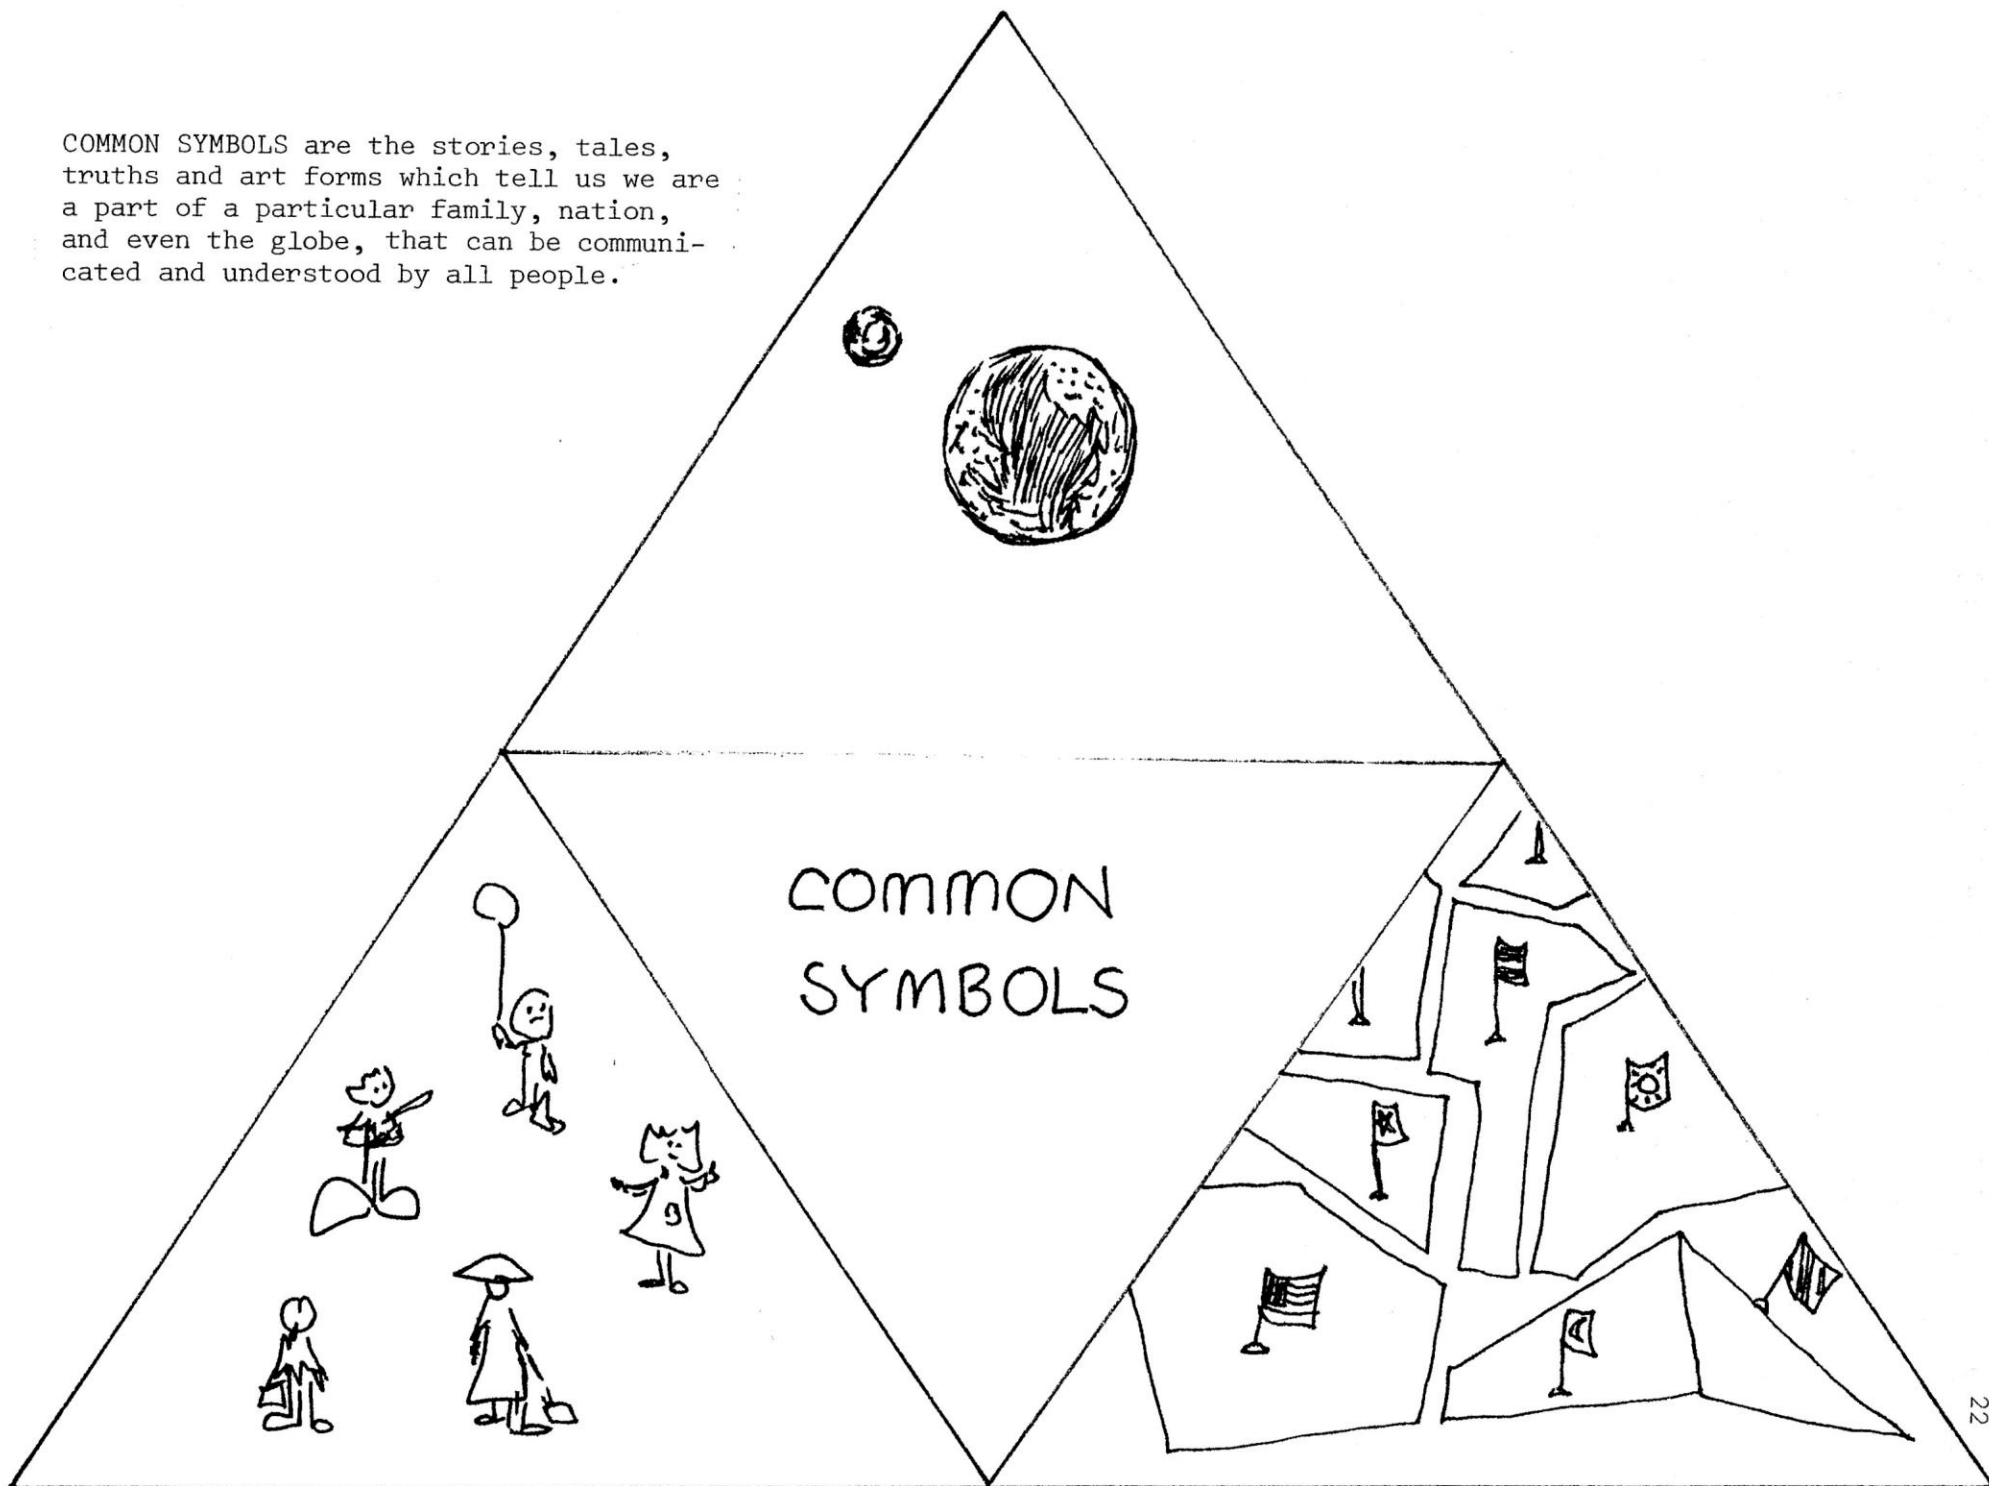 COMMON SYMBOLS are the stories, tales,
truths and art forms which tell us we are
a part of a particular family, nation,
and even the globe, that can be communi-
cated and understood by all people.
COMMON
SYMBOLS
B
22